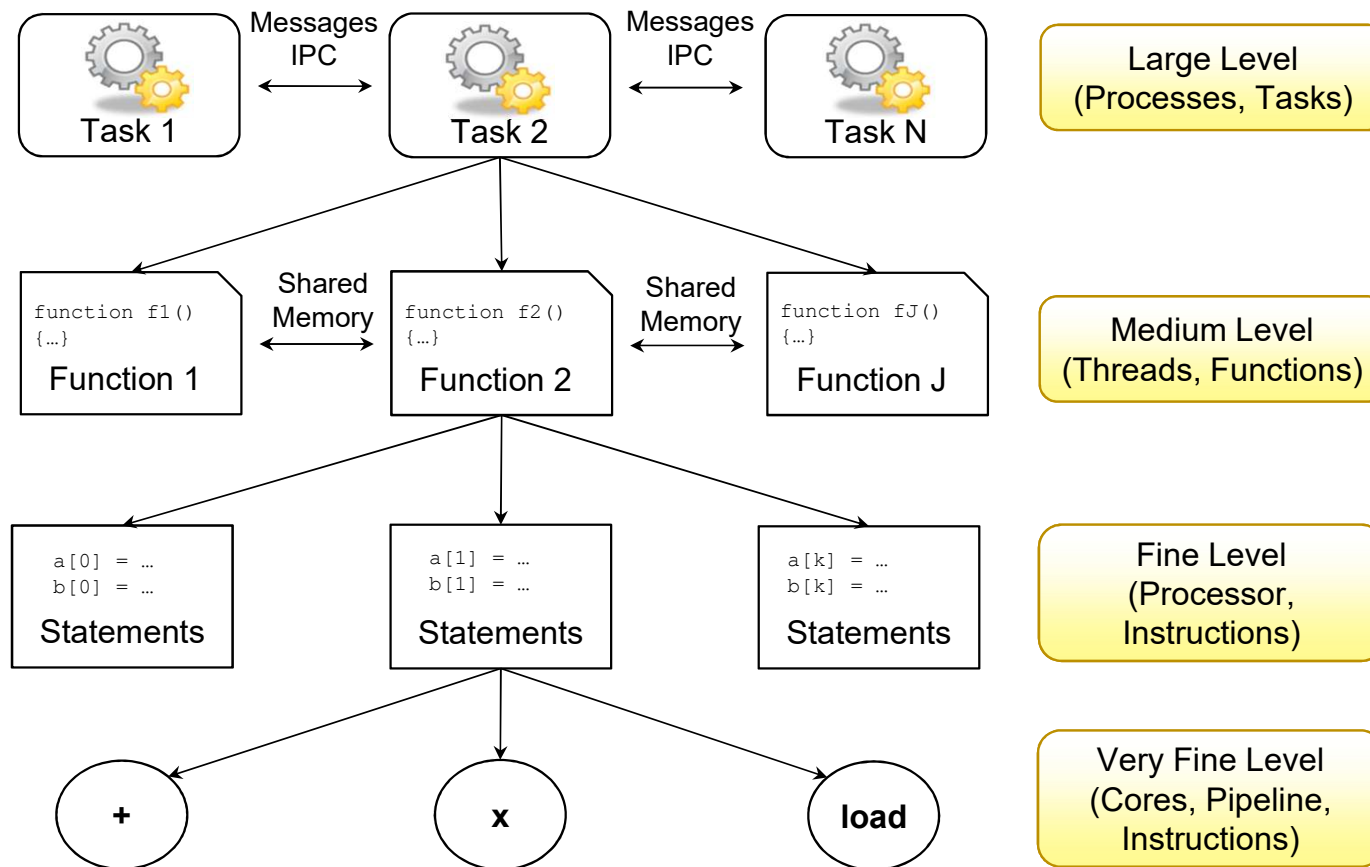 Messages
IPC
Messages
IPC
Task 1
Task 2
Task N
Large Level
(Processes, Tasks)
function f1()
{…}
Function 1
Shared
Memory
function f2()
{…}
Function 2
Shared
Memory
function fJ()
{…}
Function J
Medium Level
(Threads, Functions)
a[0] = …
b[0] = …
Statements
a[1] = …
b[1] = …
Statements
a[k] = …
b[k] = …
Statements
Fine Level
(Processor,
Instructions)
+
x
load
Very Fine Level
(Cores, Pipeline,
Instructions)